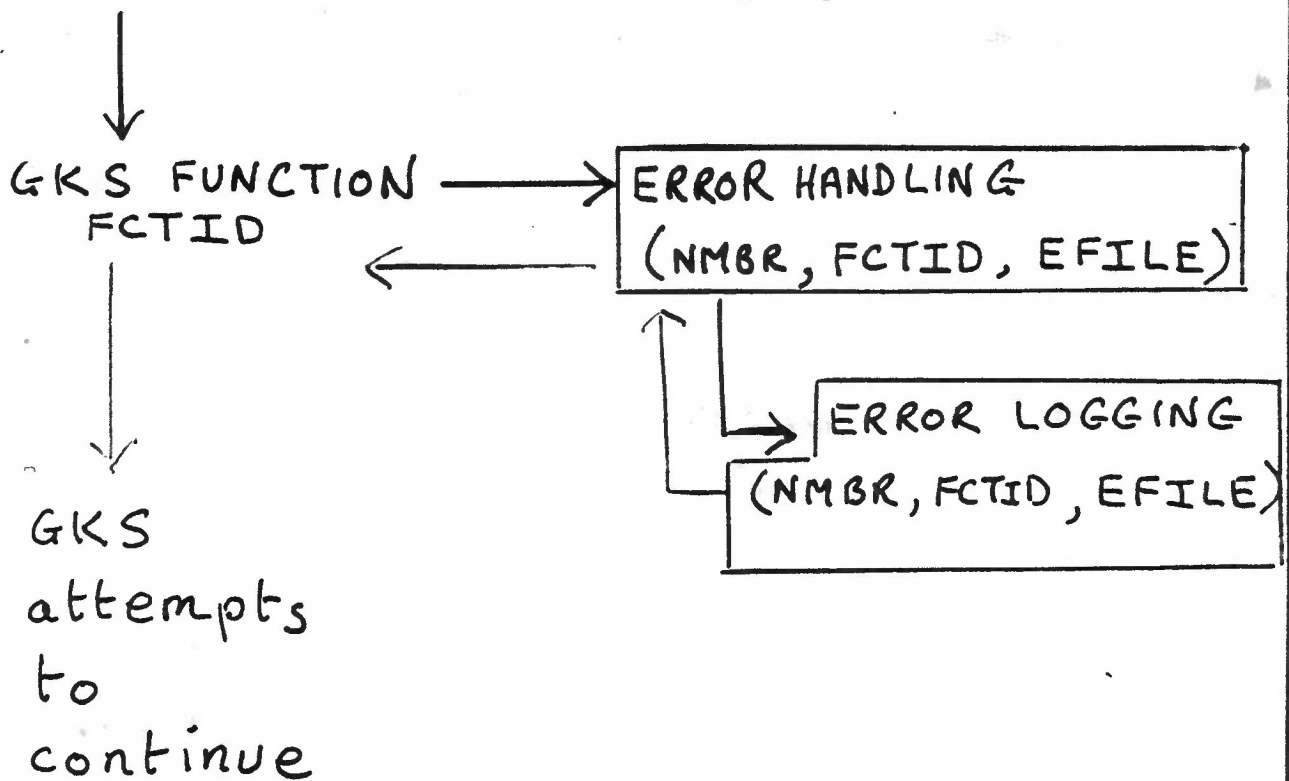 GKS FUNCTION
FCTID
ERROR HANDLING
(NMBR, FCTID, EFILE)
ERROR LOGGING
(NMBR, FCTID, EFILE)
GKS
attempts
to
continue